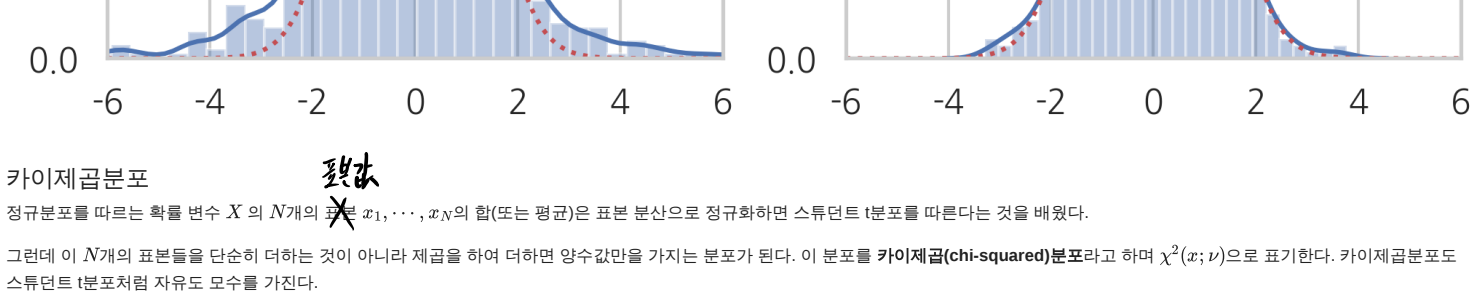 0.0
-6 -4 -2 0 2 4 6
0.0
-6 -4 -2 0 2 4 6
카이제곱분포
표본값
정규분포를 따르는 확률 변수 X 의 N개의 표본 x₁, ⋯ , x_N의 합(또는 평균)은 표본 분산으로 정규화하면 스튜던트 t분포를 따른다는 것을 배웠다.
그런데 이 N개의 표본들을 단순히 더하는 것이 아니라 제곱을 하여 더하면 양수값만을 가지는 분포가 된다. 이 분포를 카이제곱(chi-squared)분포라고 하며 χ²(x; ν)으로 표기한다. 카이제곱분포도
스튜던트 t분포처럼 자유도 모수를 가진다.